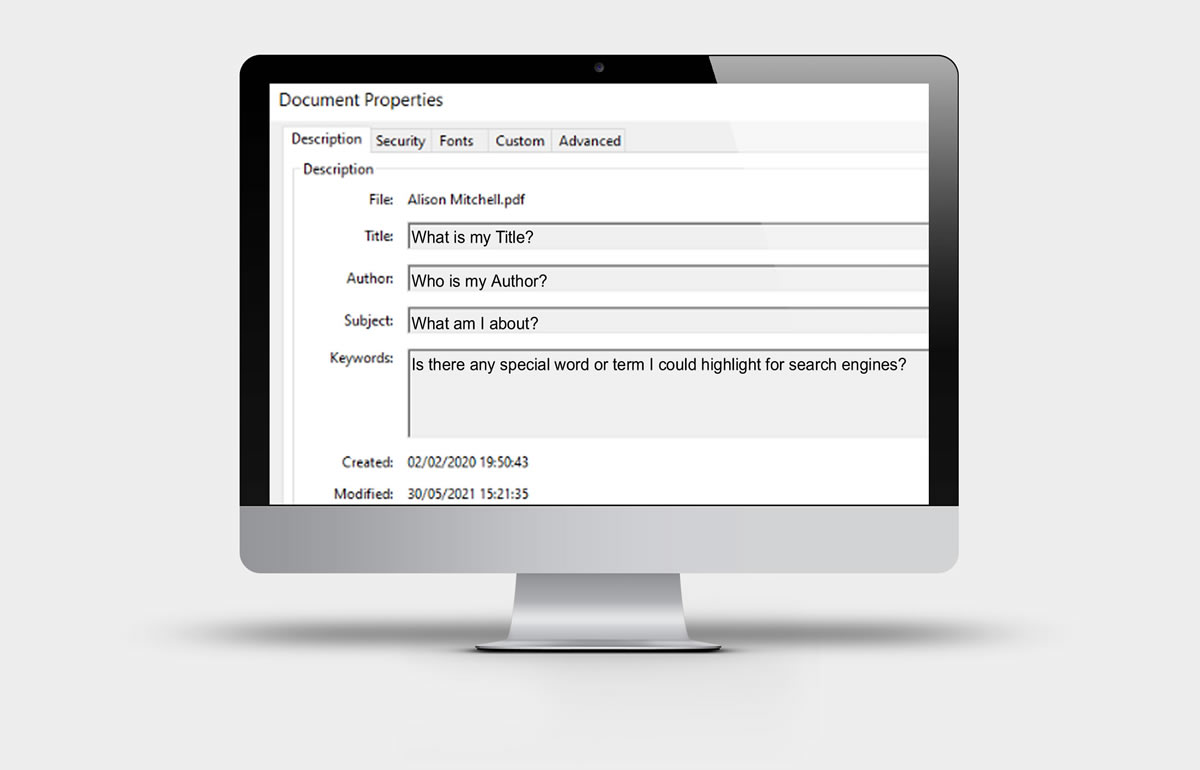 Document Properties
Description Security Fonts Custom Advanced
Description
File: Alison Mitchell.pdf
Title: What is my Title?
Author: Who is my Author?
Subject: What am I about?
Keywords: Is there any special word or term I could highlight for search engines?
Created: 02/02/2020 19:50:43
Modified: 30/05/2021 15:21:35